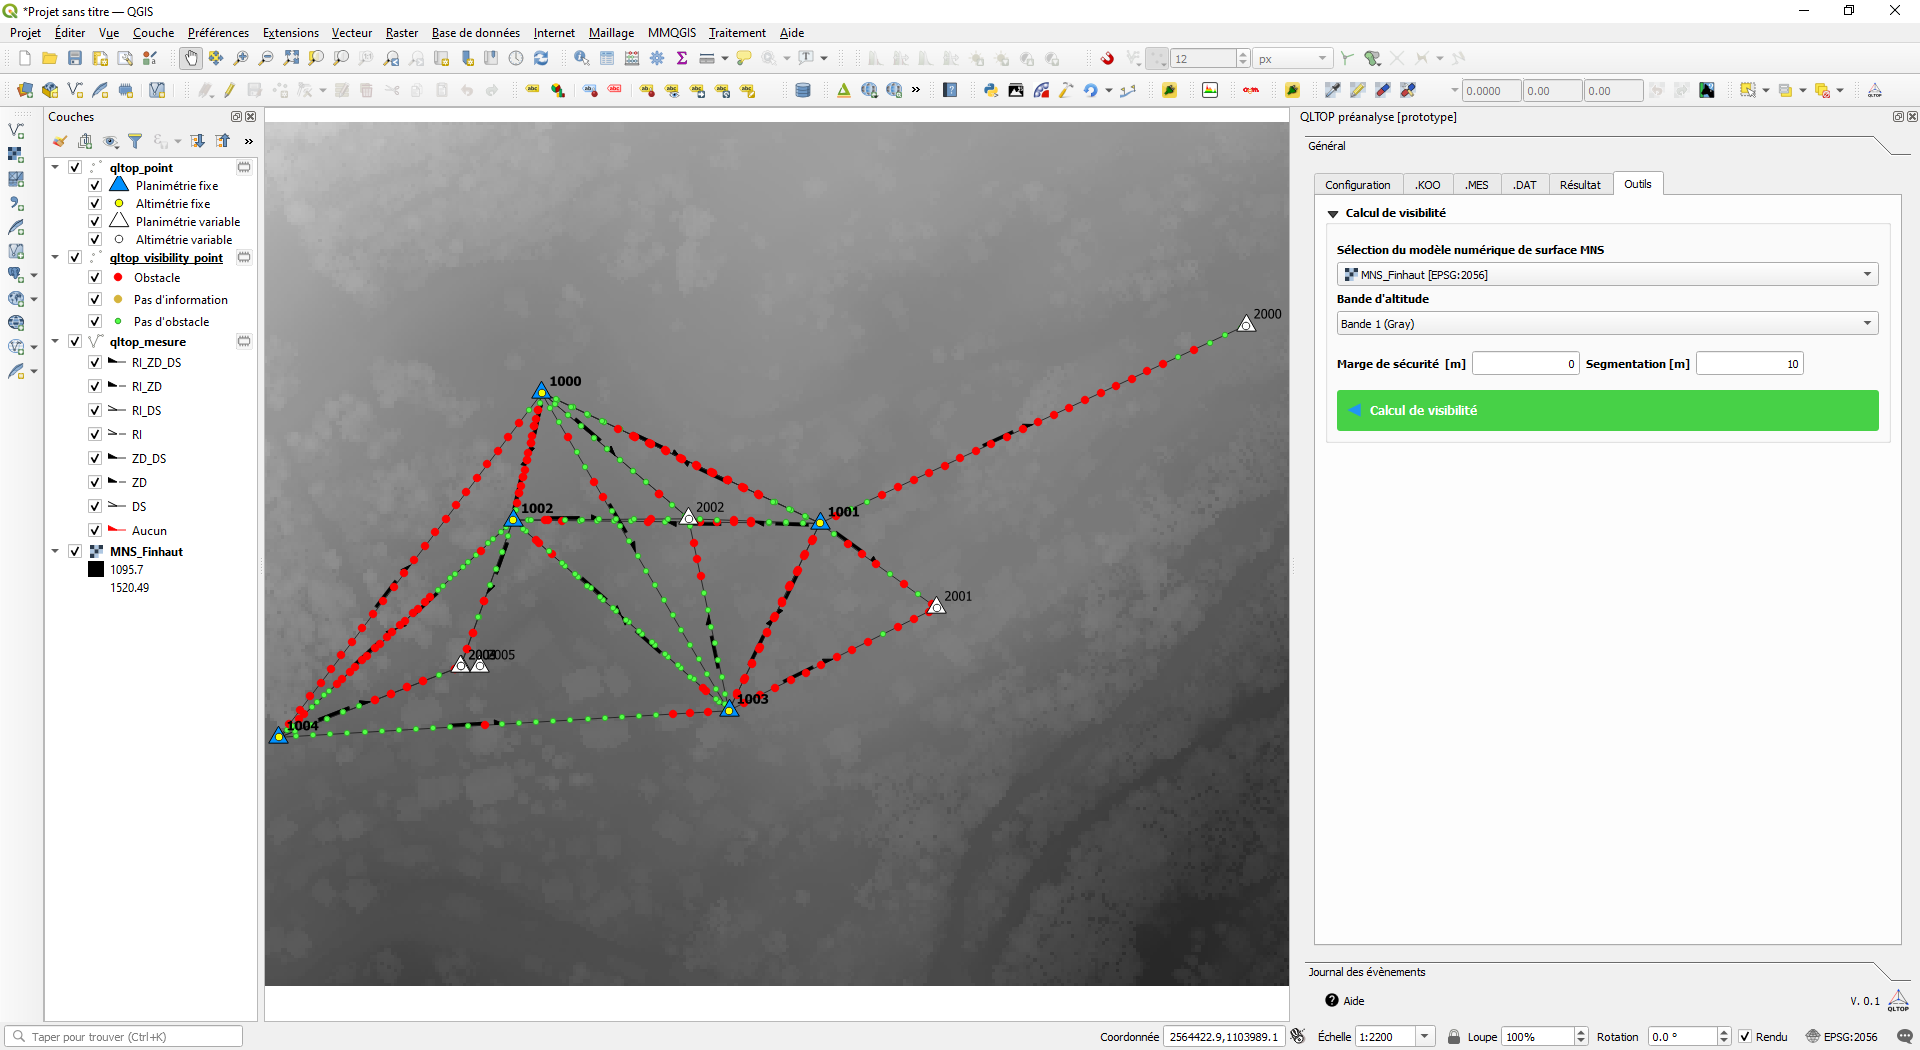 *Projet sans titre — QGIS
Projet Éditer Vue Couche Préférences Extensions Vecteur Raster Base de données Internet Maillage MMQGIS Traitement Aide
12 px
0.0000 0.00 0.00
Couches
qltop_point
Planimétrie fixe
Altimétrie fixe
Planimétrie variable
Altimétrie variable
qltop_visibility_point
Obstacle
Pas d'information
Pas d'obstacle
qltop_mesure
RI_ZD_DS
RI_ZD
RI_DS
RI
ZD_DS
ZD
DS
Aucun
MNS_Finhaut
1095.7
1520.49
2000
1000
1002
2002
1001
2001
2005
1003
1004
QLTOP préanalyse [prototype]
Général
Configuration .KOO .MES .DAT Résultat Outils
Calcul de visibilité
Sélection du modèle numérique de surface MNS
MNS_Finhaut [EPSG:2056]
Bande d'altitude
Bande 1 (Gray)
Marge de sécurité [m] 0 Segmentation [m] 10
Calcul de visibilité
Journal des évènements
Aide V. 0.1
QLTOP
Taper pour trouver (Ctrl+K) Coordonnée 2564422.9,1103989.1 Échelle 1:2200 Loupe 100% Rotation 0.0 ° Rendu EPSG:2056